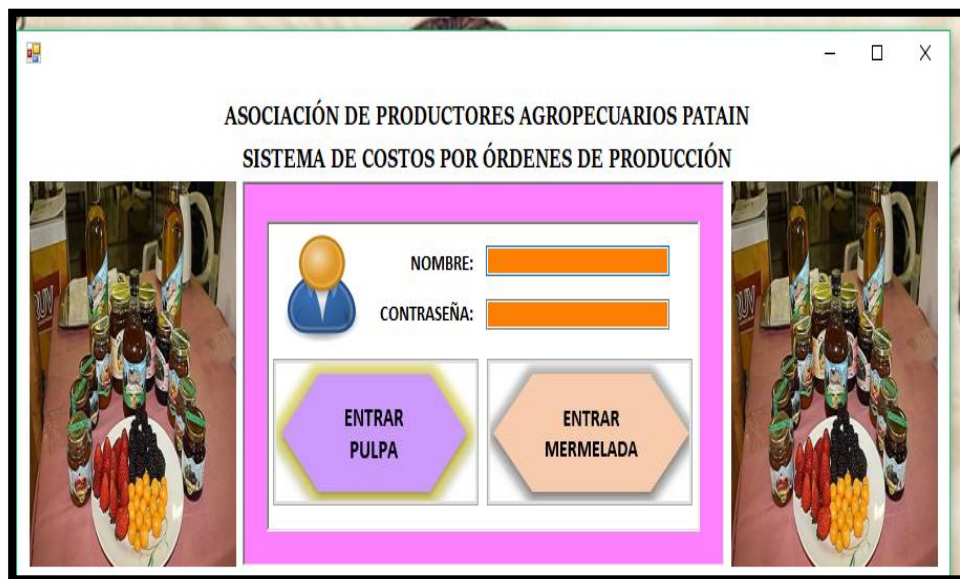 ASOCIACIÓN DE PRODUCTORES AGROPECUARIOS PATAIN
SISTEMA DE COSTOS POR ÓRDENES DE PRODUCCIÓN
NOMBRE:
CONTRASEÑA:
ENTRAR
PULPA
ENTRAR
MERMELADA